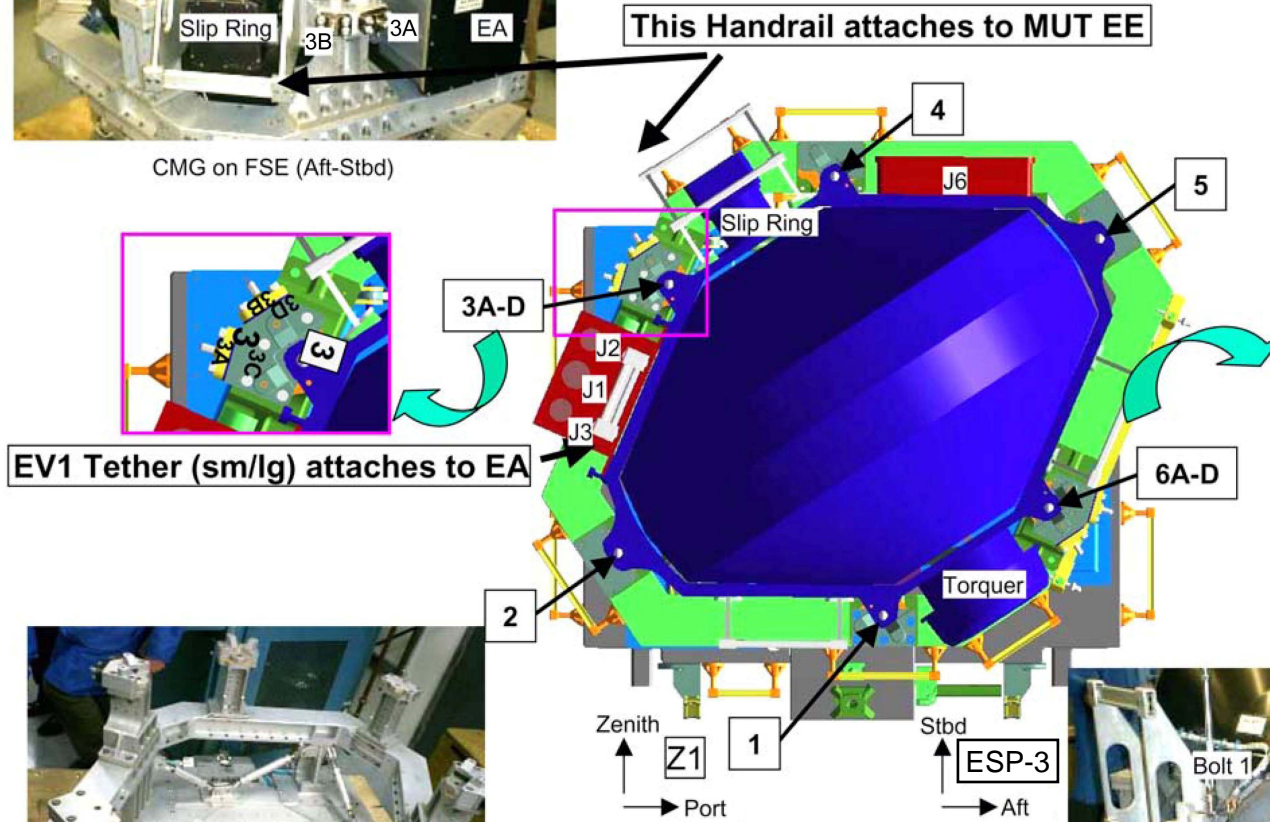 Slip Ring
3B
3A
EA
This Handrail attaches to MUT EE
CMG on FSE (Aft-Stbd)
4
J6
5
Slip Ring
3A-D
3B
3D
3
3A
3C
3
J2
J1
J3
EV1 Tether (sm/lg) attaches to EA
6A-D
Torquer
2
1
Zenith
Z1
Port
Stbd
ESP-3
Aft
Bolt 1